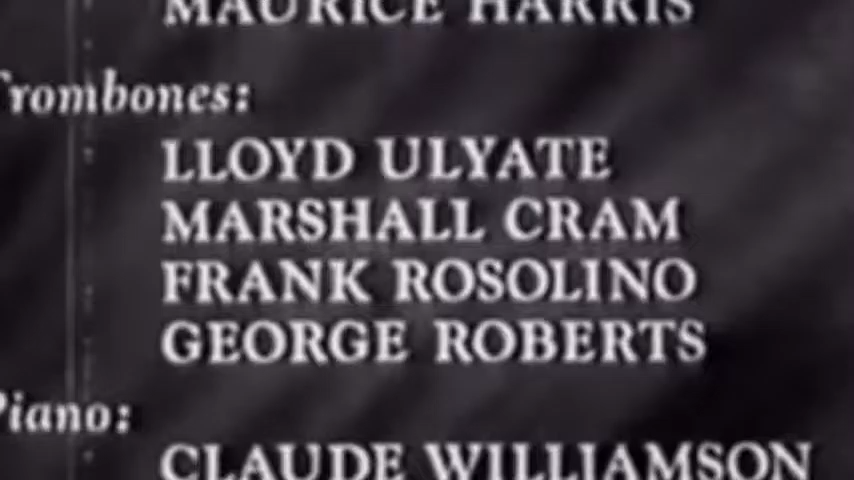 MAURICE HARRIS
Trombones:
LLOYD ULYATE
MARSHALL CRAM
FRANK ROSOLINO
GEORGE ROBERTS
Piano:
CLAUDE WILLIAMSON